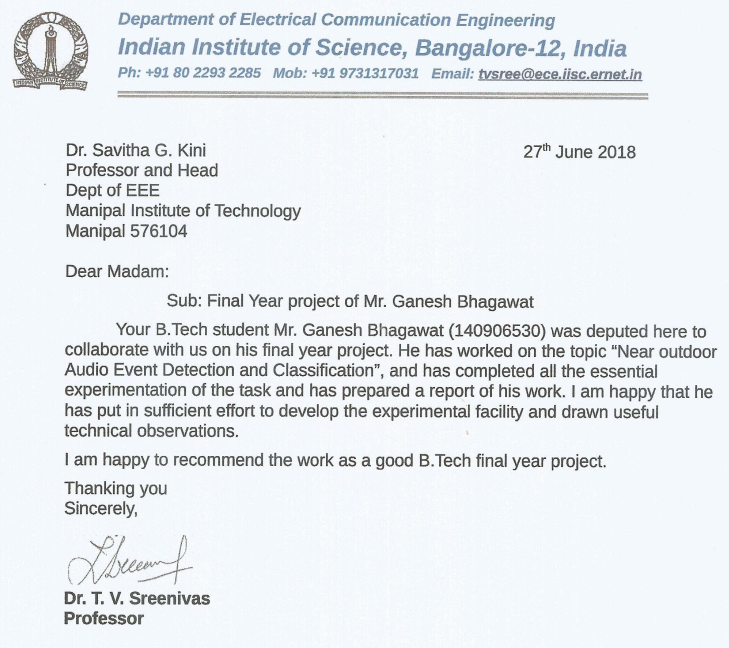 Department of Electrical Communication Engineering
Indian Institute of Science, Bangalore-12, India
Ph: +91 80 2293 2285 Mob: +91 9731317031 Email: tvsree@ece.iisc.ernet.in
Dr. Savitha G. Kini
27th June 2018
Professor and Head
Dept of EEE
Manipal Institute of Technology
Manipal 576104
Dear Madam:
Sub: Final Year project of Mr. Ganesh Bhagawat
Your B.Tech student Mr. Ganesh Bhagawat (140906530) was deputed here to
collaborate with us on his final year project. He has worked on the topic “Near outdoor
Audio Event Detection and Classification”, and has completed all the essential
experimentation of the task and has prepared a report of his work. I am happy that he
has put in sufficient effort to develop the experimental facility and drawn useful
technical observations.
I am happy to recommend the work as a good B.Tech final year project.
Thanking you
Sincerely,
Dr. T. V. Sreenivas
Professor